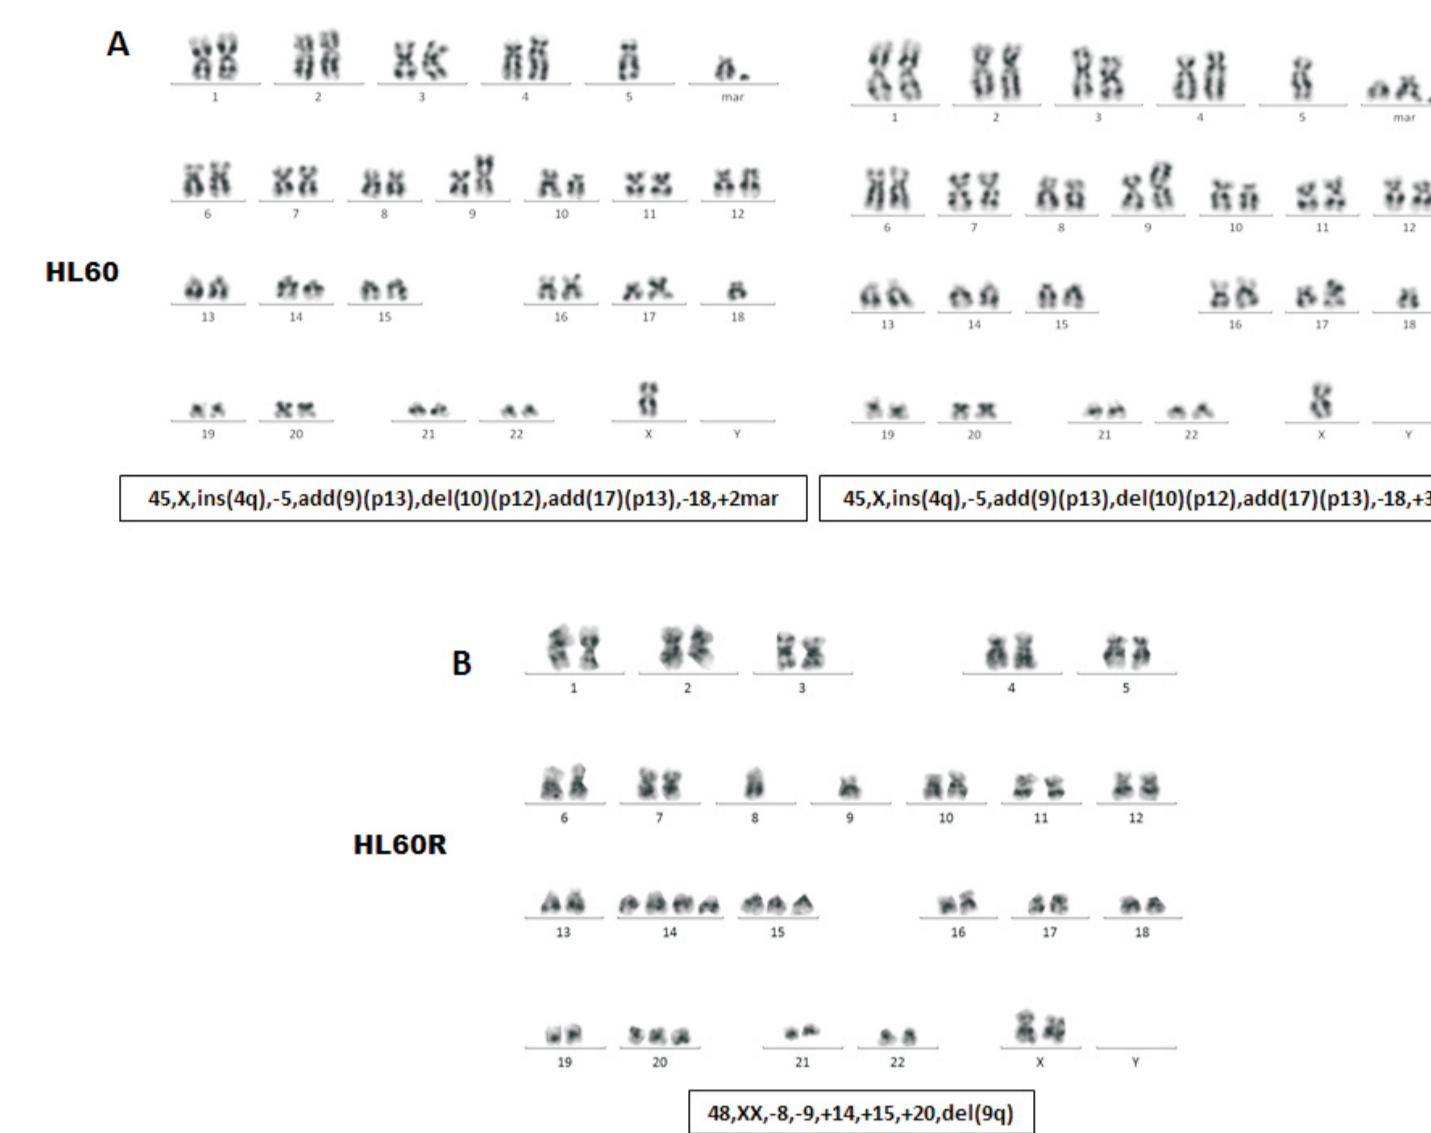 A
1 2 3 4 5 mar
1 2 3 4 5 mar
6 7 8 9 10 11 12
6 7 8 9 10 11 12
HL60
13 14 15 16 17 18
13 14 15 16 17 18
19 20 21 22 X Y
19 20 21 22 X Y
45,X,ins(4q),-5,add(9)(p13),del(10)(p12),add(17)(p13),-18,+2mar
45,X,ins(4q),-5,add(9)(p13),del(10)(p12),add(17)(p13),-18,+3
B
1 2 3 4 5
6 7 8 9 10 11 12
HL60R
13 14 15 16 17 18
19 20 21 22 X Y
48,XX,-8,-9,+14,+15,+20,del(9q)